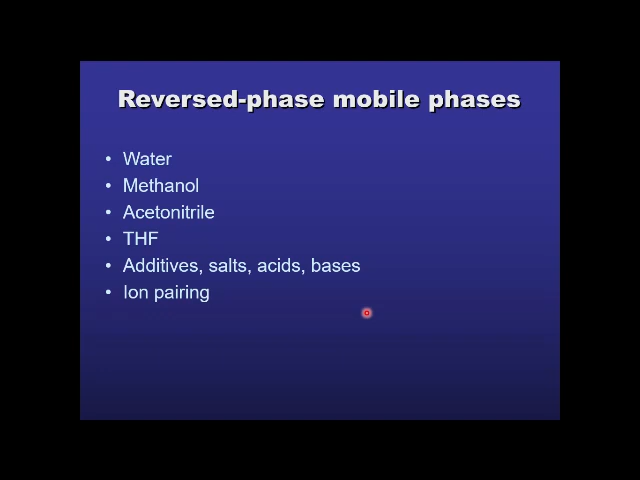 Reversed-phase mobile phases
• Water
• Methanol
• Acetonitrile
• THF
• Additives, salts, acids, bases
• Ion pairing